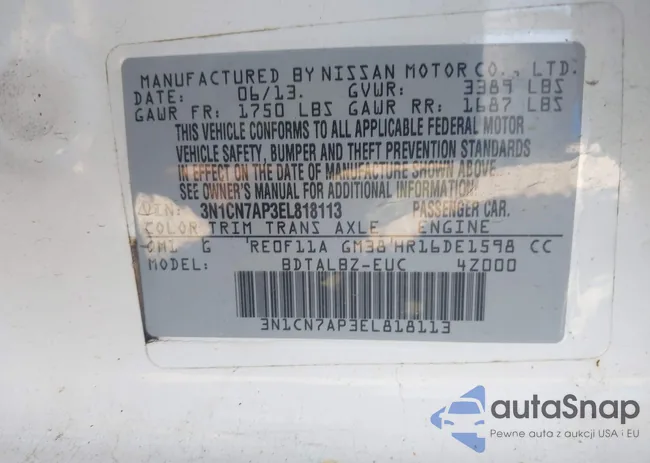 MANUFACTURED BY NISSAN MOTOR CO., LTD.
DATE: 06/13. GVWR: 3389 LBS
GAWR FR: 1750 LBS GAWR RR: 1687 LBS
THIS VEHICLE CONFORMS TO ALL APPLICABLE FEDERAL MOTOR
VEHICLE SAFETY, BUMPER AND THEFT PREVENTION STANDARDS
IN EFFECT ON THE DATE OF MANUFACTURE SHOWN ABOVE.
SEE OWNER'S MANUAL FOR ADDITIONAL INFORMATION.
VIN: 3N1CN7AP3EL818113 PASSENGER CAR.
COLOR TRIM TRANS AXLE ENGINE
G RE0F11A GM38 HR16DE1598 CC
MODEL: BDTALBZ-EUC 4Z000
3N1CN7AP3EL818113
autaSnap
Pewne auta z aukcji USA i EU